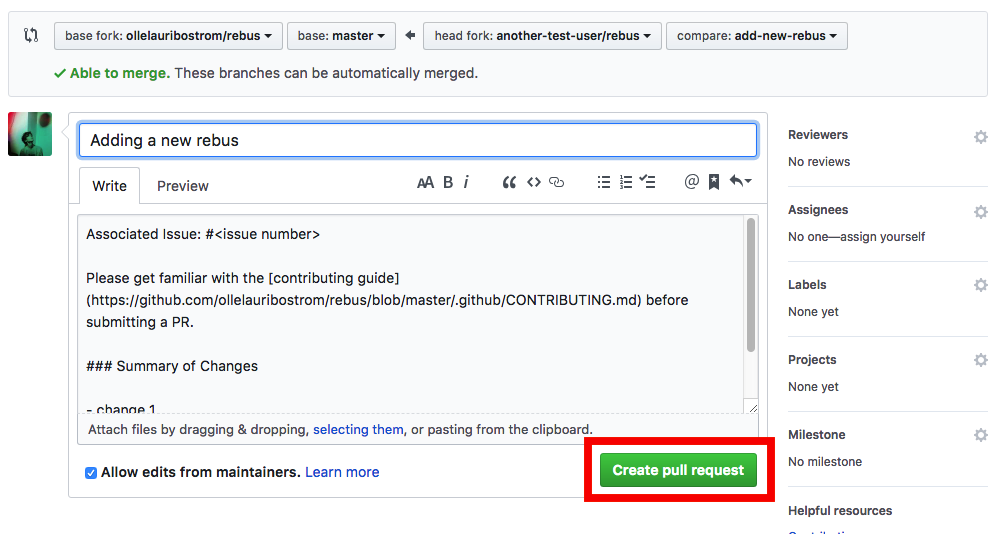 base fork: ollelauribostrom/rebus base: master head fork: another-test-user/rebus compare: add-new-rebus
Able to merge. These branches can be automatically merged.
Adding a new rebus
Write Preview AA B i @
Associated Issue: #<issue number>
Please get familiar with the [contributing guide]
(https://github.com/ollelauribostrom/rebus/blob/master/.github/CONTRIBUTING.md) before
submitting a PR.
### Summary of Changes
- change 1
Attach files by dragging & dropping, selecting them, or pasting from the clipboard.
Allow edits from maintainers. Learn more
Create pull request
Reviewers
No reviews
Assignees
No one—assign yourself
Labels
None yet
Projects
None yet
Milestone
No milestone
Helpful resources